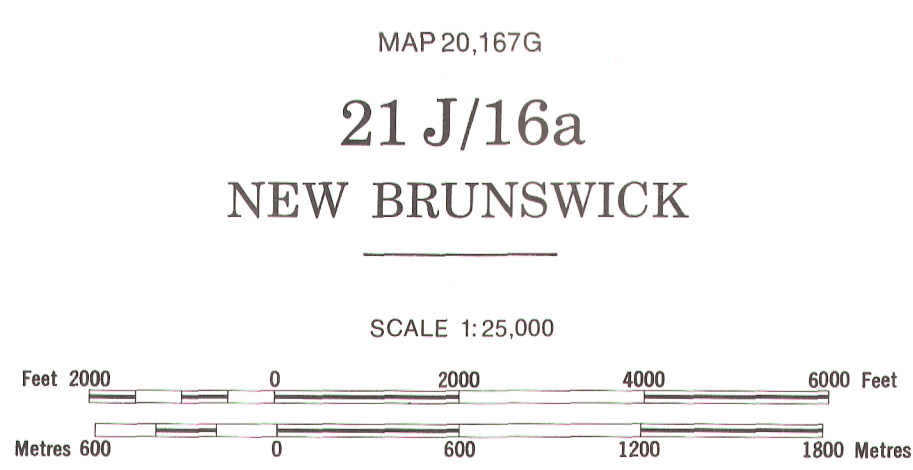 MAP 20,167G
21 J/16a
NEW BRUNSWICK
SCALE 1:25,000
Feet 2000 0 2000 4000 6000 Feet
Metres 600 0 600 1200 1800 Metres